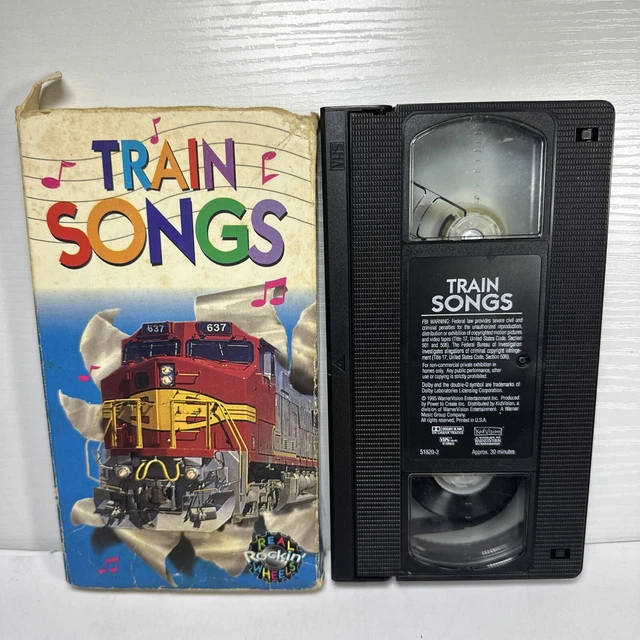 TRAIN
SONGS
637
637
REAL
Rockin'
WHEELS
VHS
TRAIN
SONGS
FBI WARNING: Federal law provides severe civil and
criminal penalties for the unauthorized reproduction,
distribution or exhibition of copyrighted motion pictures
and video tapes (Title 17, United States Code, Section
501 and 506). The Federal Bureau of Investigation
investigates allegations of criminal copyright infringe-
ment (Title 17, United States Code, Section 506).
For non-commercial private exhibition in
homes only. Any public performance, other
use or copying is strictly prohibited.
Dolby and the double-D symbol are trademarks of
Dolby Laboratories Licensing Corporation.
© 1995 WarnerVision Entertainment Inc. Produced
by Power to Create Inc. Distributed by KidVision, a
division of WarnerVision Entertainment. A Warner
Music Group Company.
All rights reserved. Printed in U.S.A.
VHS
KidVision
51820-3
Approx. 30 minutes